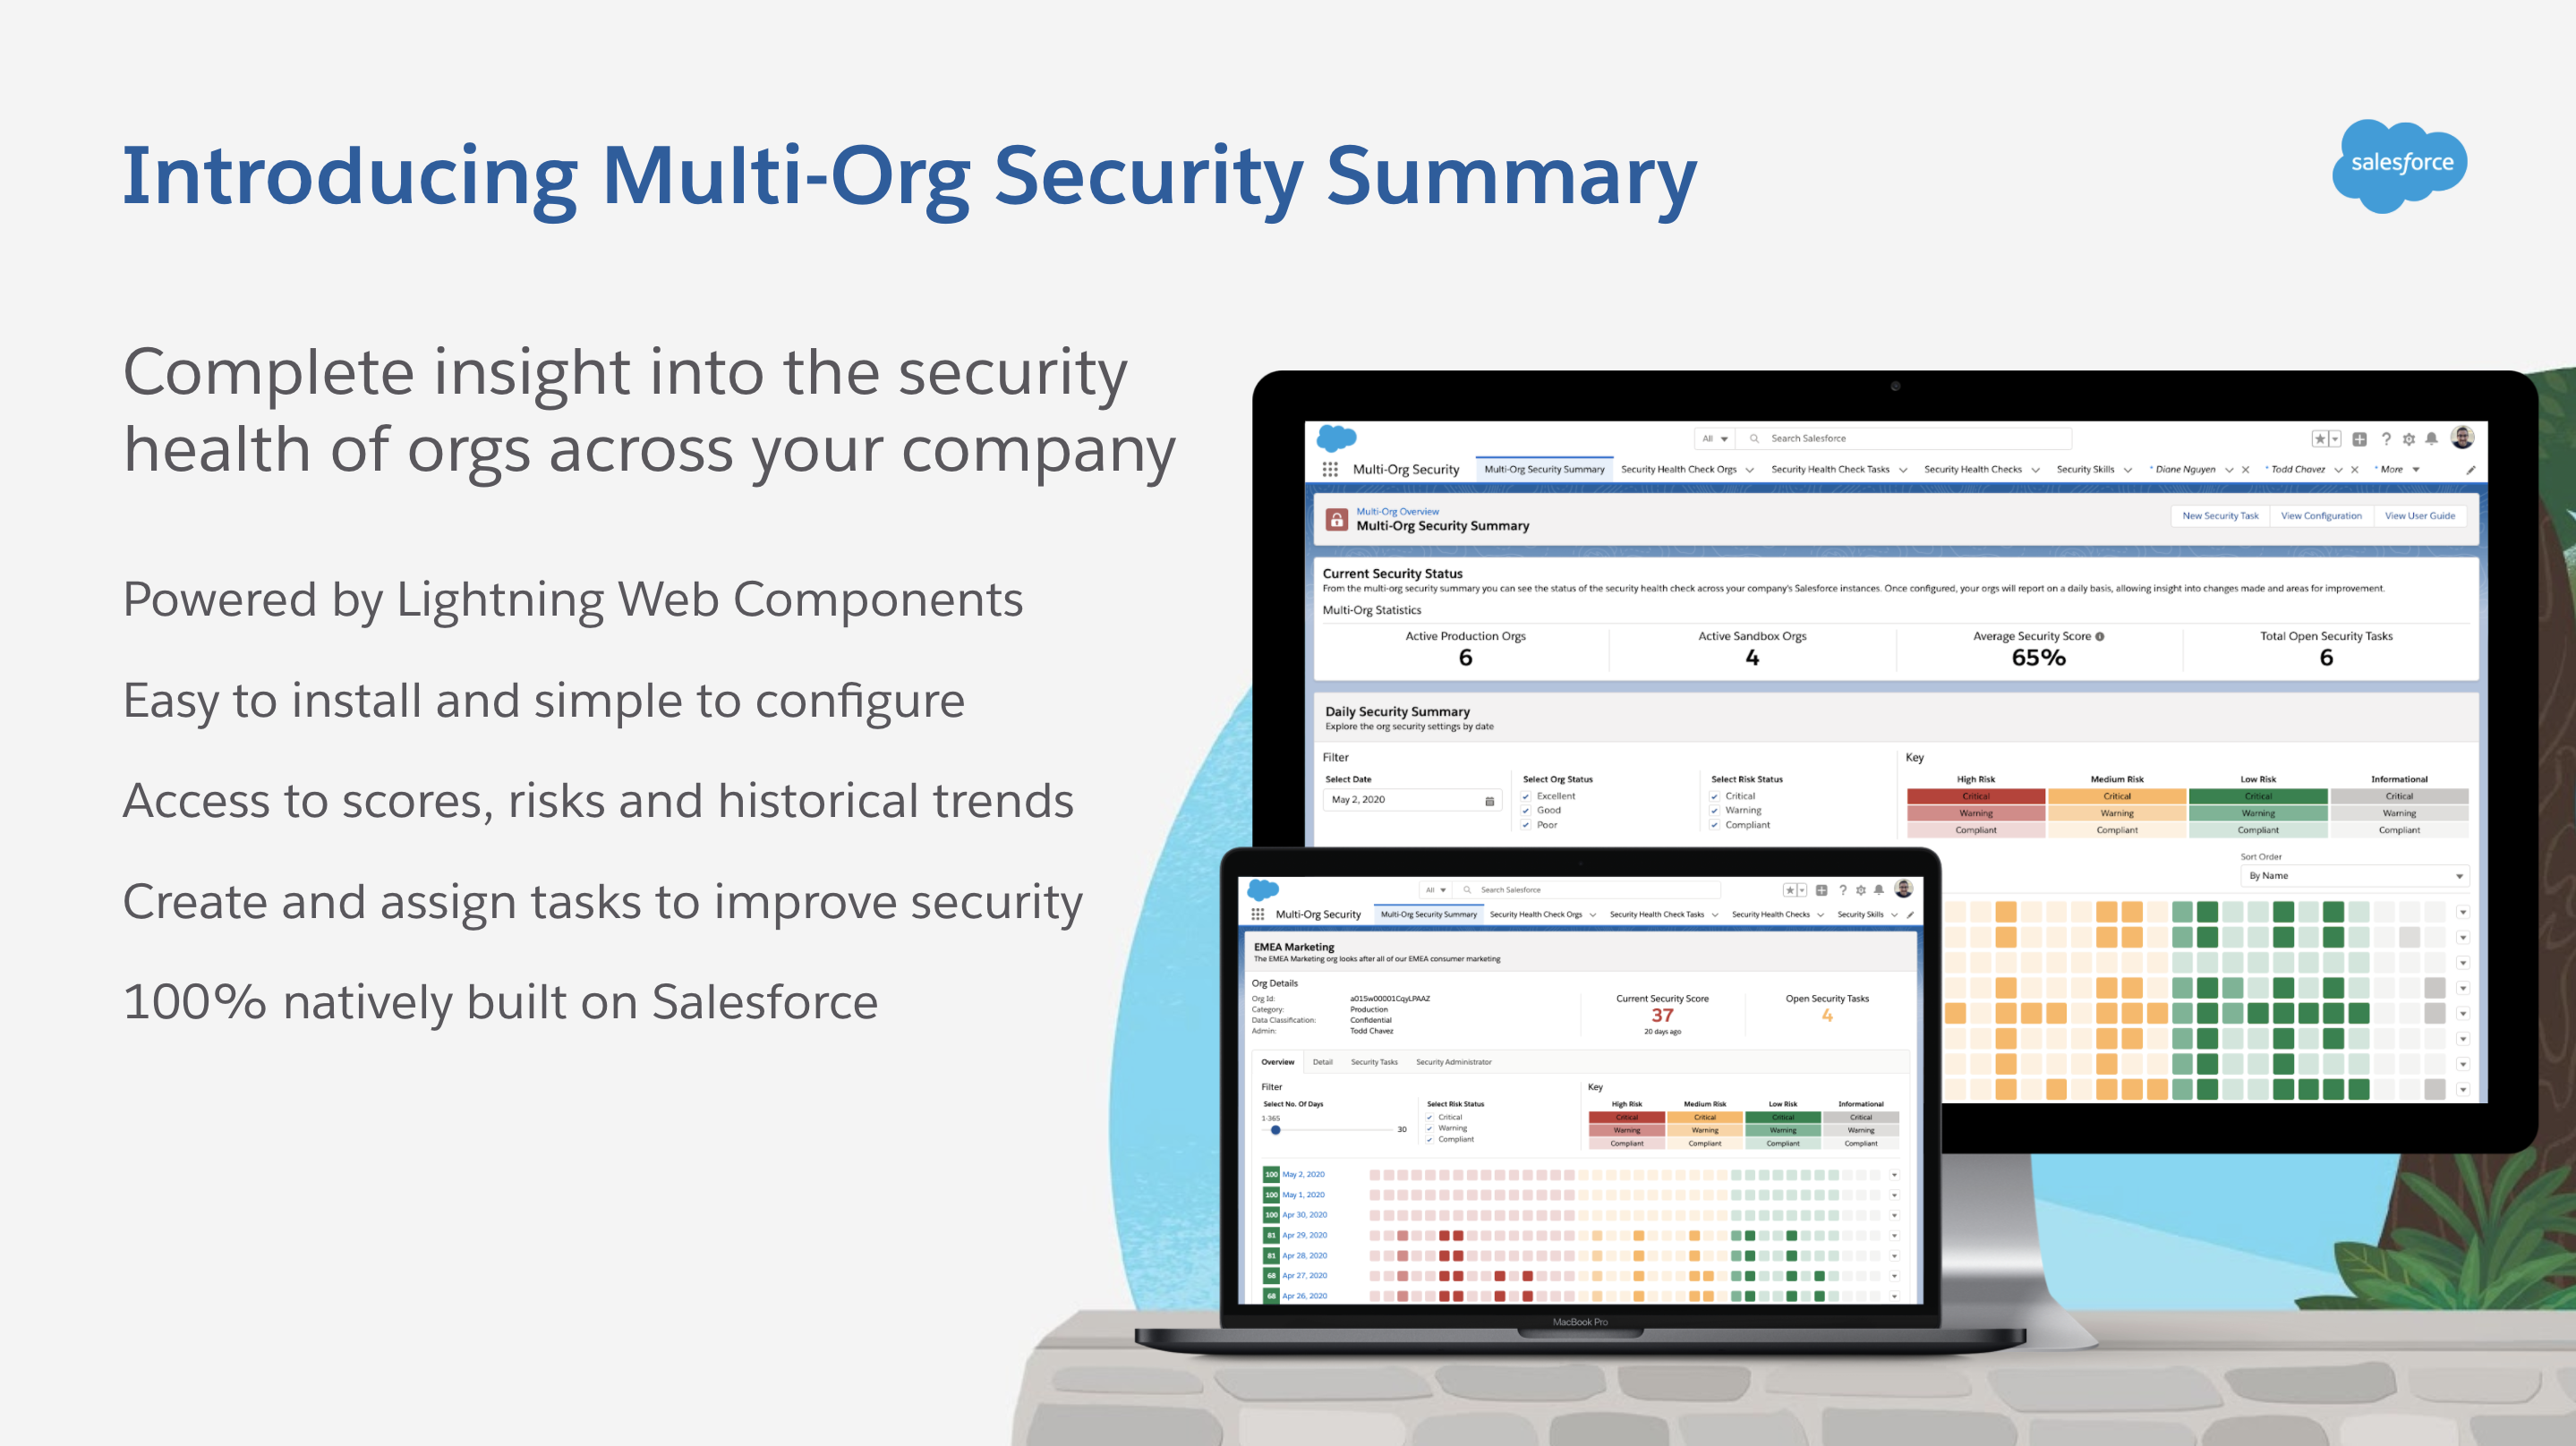 Introducing Multi-Org Security Summary
salesforce
Complete insight into the security
health of orgs across your company
Powered by Lightning Web Components
Easy to install and simple to configure
Access to scores, risks and historical trends
Create and assign tasks to improve security
100% natively built on Salesforce
All
Search Salesforce
Multi-Org Security
Multi-Org Security Summary
Security Health Check Orgs
Security Health Check Tasks
Security Health Checks
Security Skills
* Diane Nguyen
* Todd Chavez
* More
Multi-Org Overview
Multi-Org Security Summary
New Security Task
View Configuration
View User Guide
Current Security Status
From the multi-org security summary you can see the status of the security health check across your company's Salesforce instances. Once configured, your orgs will report on a daily basis, allowing insight into changes made and areas for improvement.
Multi-Org Statistics
Active Production Orgs
6
Active Sandbox Orgs
4
Average Security Score
65%
Total Open Security Tasks
6
Daily Security Summary
Explore the org security settings by date
Filter
Select Date
May 2, 2020
Select Org Status
Excellent
Good
Poor
Select Risk Status
Critical
Warning
Compliant
Key
High Risk Medium Risk Low Risk Informational
Critical Critical Critical Critical
Warning Warning Warning Warning
Compliant Compliant Compliant Compliant
Sort Order
By Name
All
Search Salesforce
Multi-Org Security
Multi-Org Security Summary
Security Health Check Orgs
Security Health Check Tasks
Security Health Checks
Security Skills
EMEA Marketing
The EMEA Marketing org looks after all of our EMEA consumer marketing
Org Details
Org Id: a015w00001CqyLPAAZ
Category: Production
Data Classification: Confidential
Admin: Todd Chavez
Current Security Score
37
20 days ago
Open Security Tasks
4
Overview Detail Security Tasks Security Administrator
Filter
Select No. Of Days
1-365
30
Select Risk Status
Critical
Warning
Compliant
Key
High Risk Medium Risk Low Risk Informational
Critical Critical Critical Critical
Warning Warning Warning Warning
Compliant Compliant Compliant Compliant
100 May 2, 2020
100 May 1, 2020
100 Apr 30, 2020
81 Apr 29, 2020
81 Apr 28, 2020
68 Apr 27, 2020
68 Apr 26, 2020
MacBook Pro